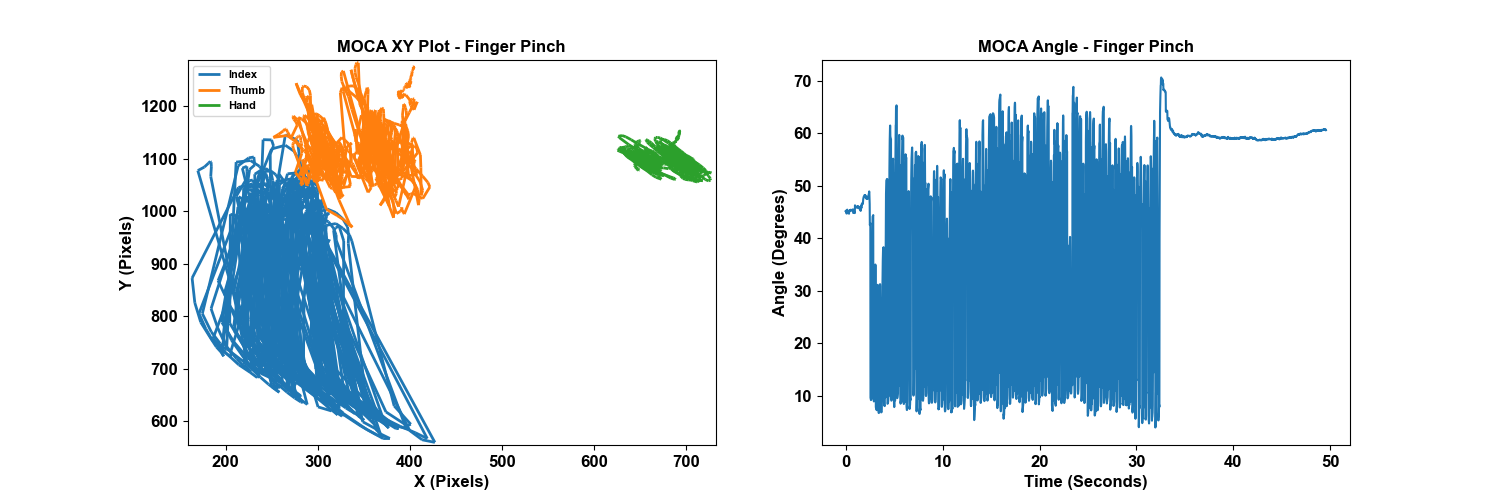 MOCA XY Plot - Finger Pinch
Index
Thumb
Hand
1200
1100
1000
900
800
700
600
Y (Pixels)
200 300 400 500 600 700
X (Pixels)
MOCA Angle - Finger Pinch
70
60
50
40
30
20
10
Angle (Degrees)
0 10 20 30 40 50
Time (Seconds)